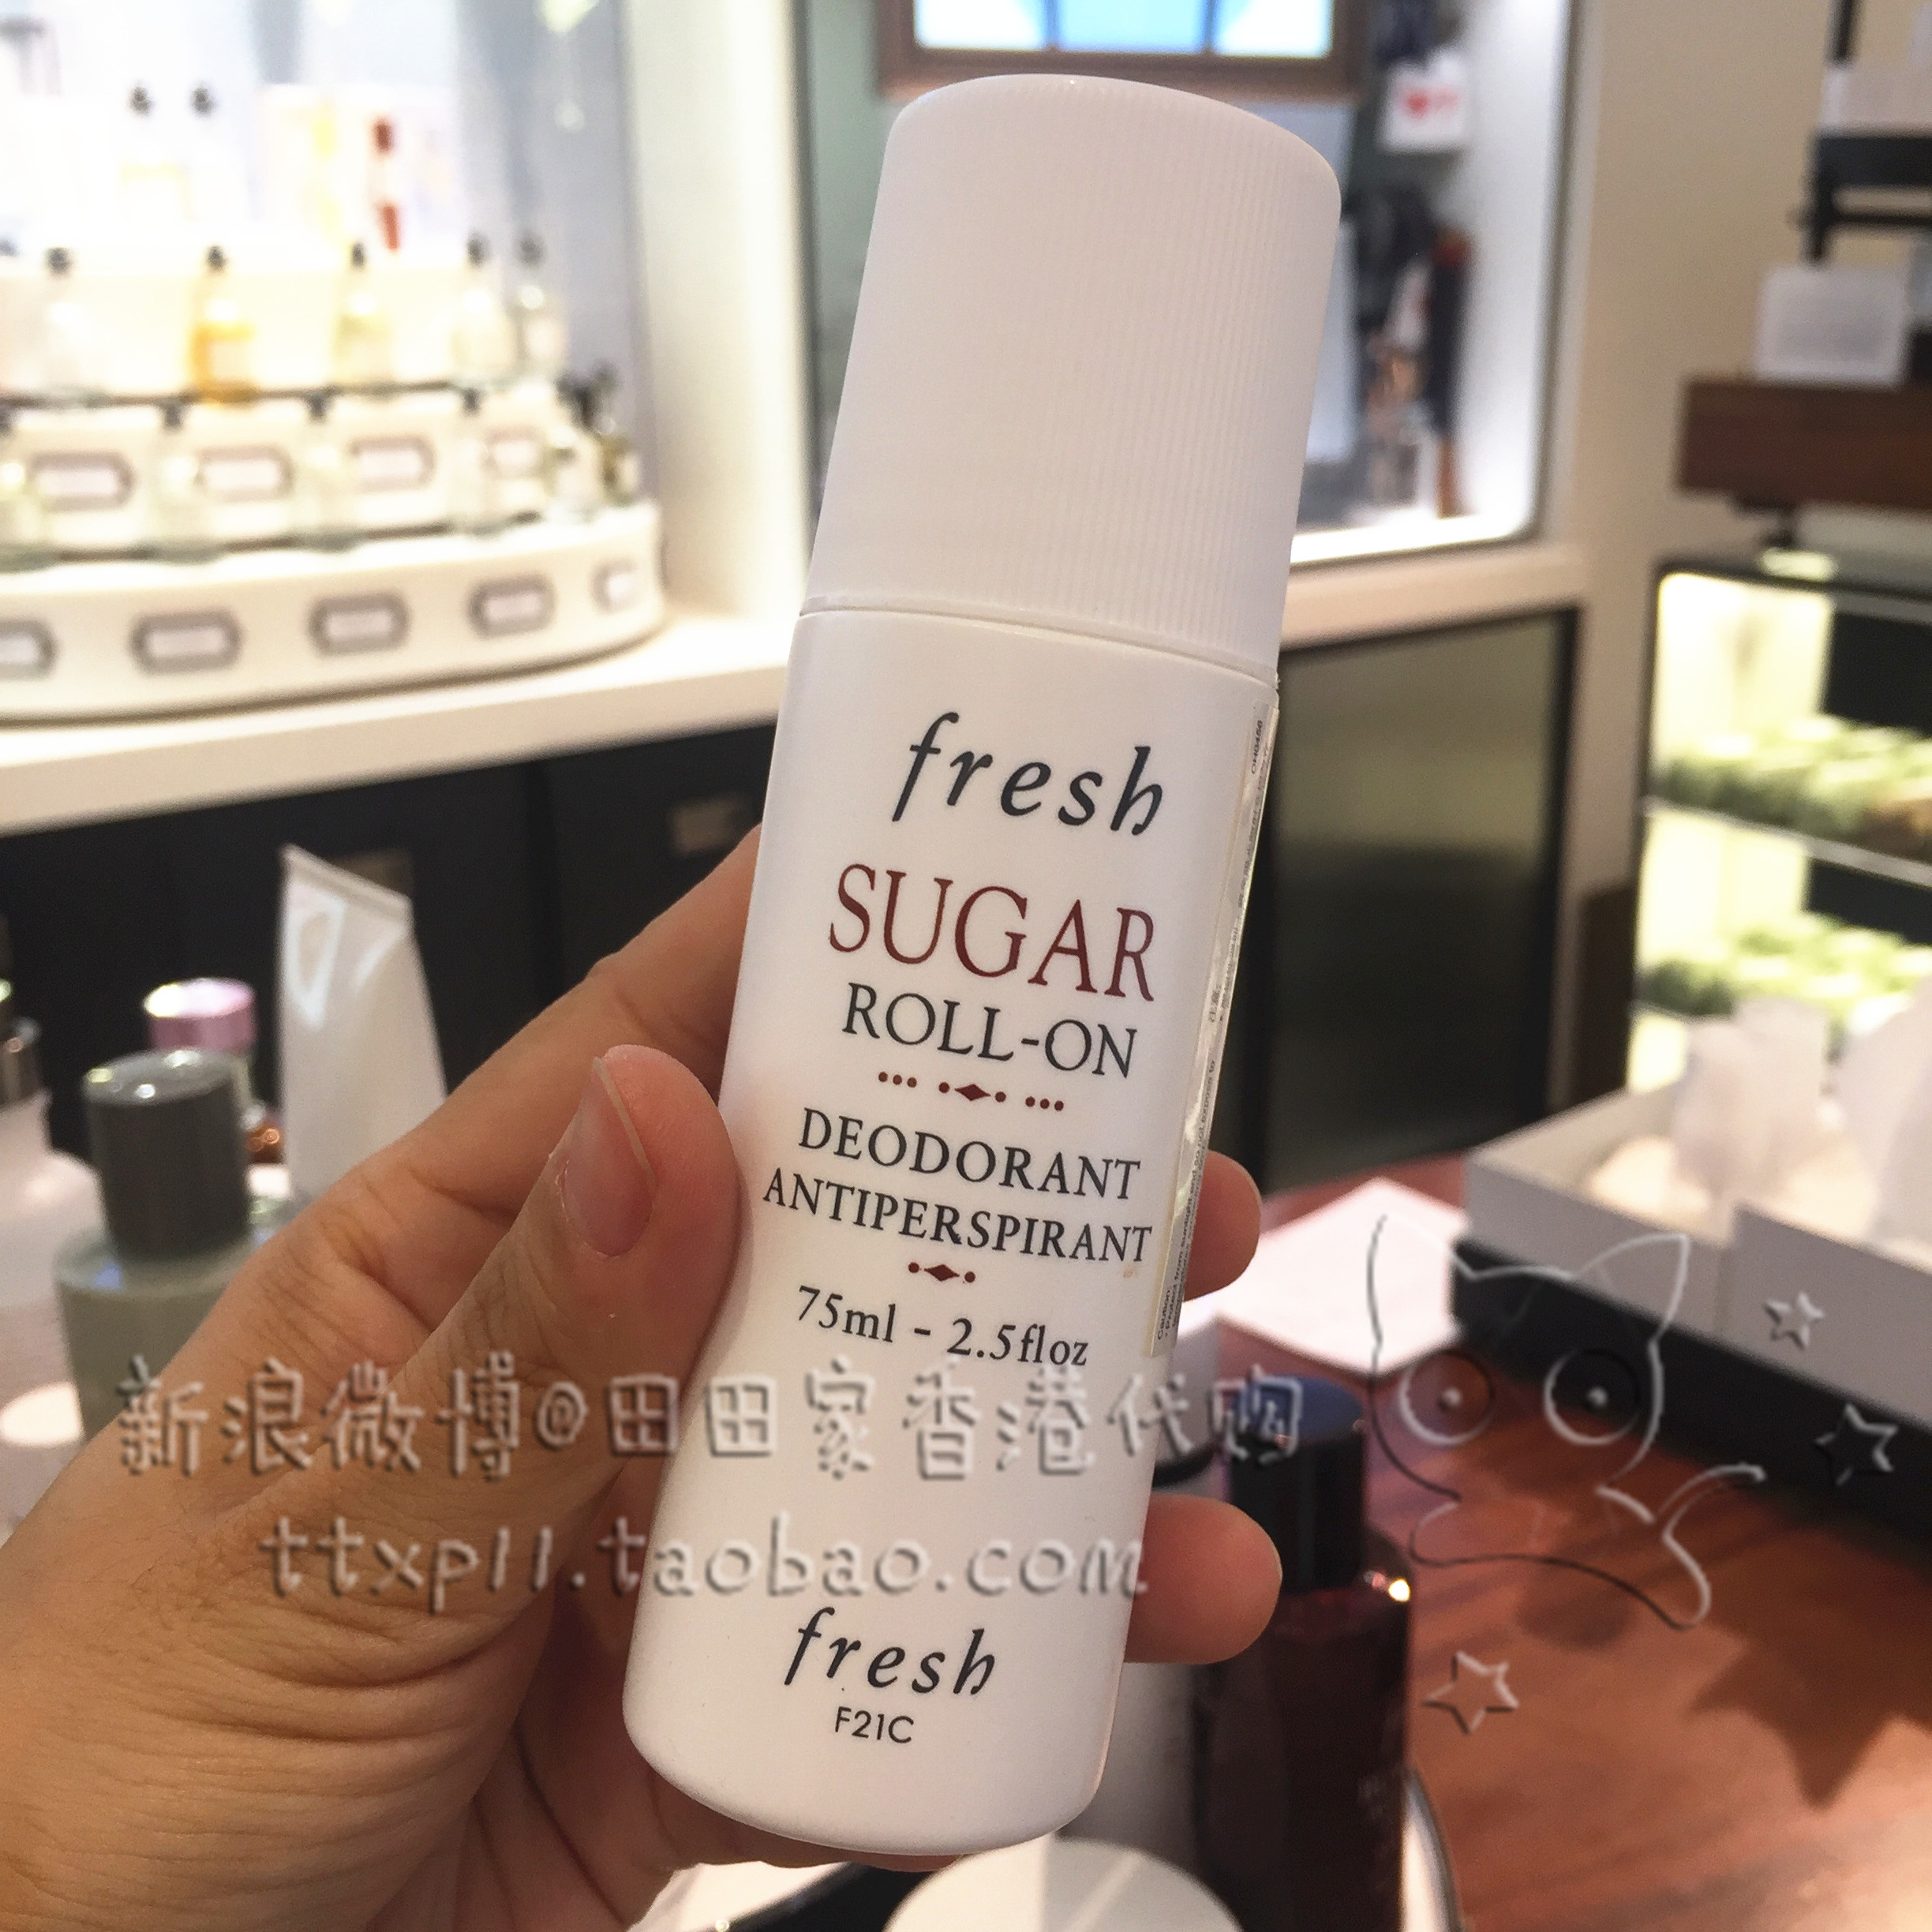 fresh
SUGAR
ROLL-ON
DEODORANT
ANTIPERSPIRANT
75ml - 2.5floz
新浪微博@田田家香港代购
ttxp11.taobao.com
fresh
F21C